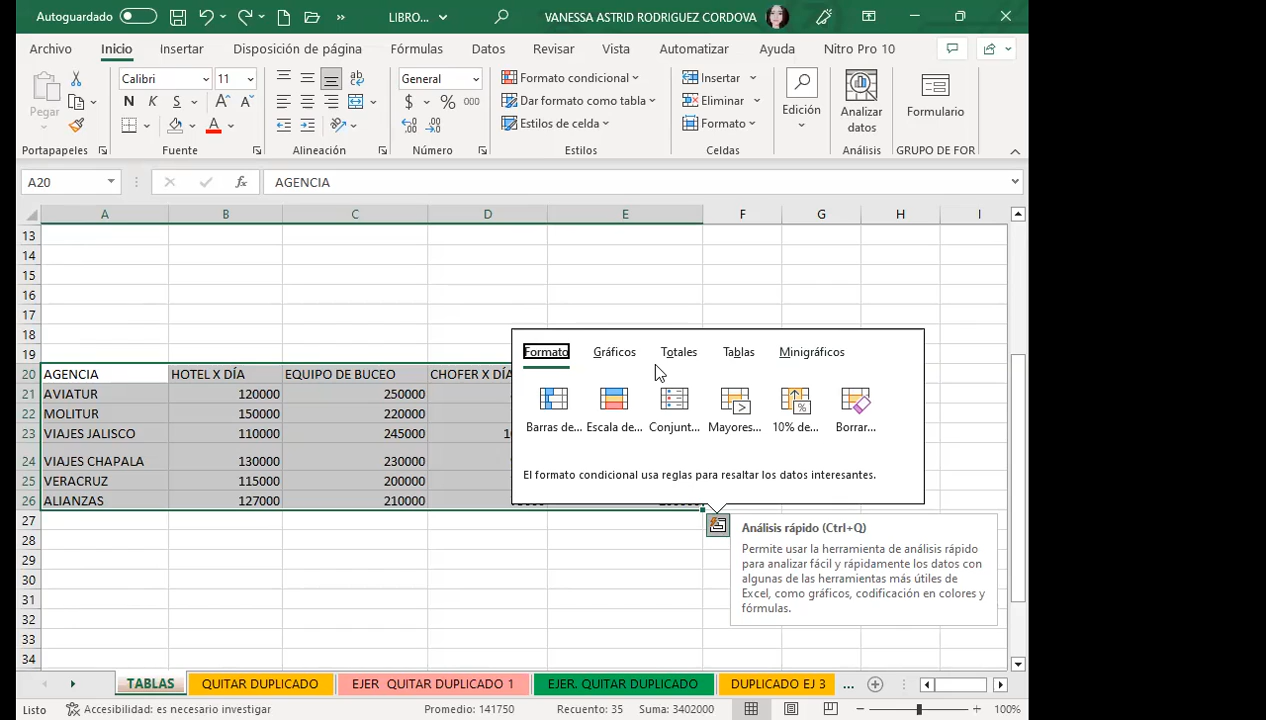 Autoguardado
LIBRO...
VANESSA ASTRID RODRIGUEZ CORDOVA
Archivo Inicio Insertar Disposición de página Fórmulas Datos Revisar Vista Automatizar Ayuda Nitro Pro 10
Pegar
Calibri 11
N K S
General
$ % 000
Formato condicional
Dar formato como tabla
Estilos de celda
Insertar
Eliminar
Formato
Edición
Analizar datos
Formulario
Portapapeles Fuente Alineación Número Estilos Celdas Análisis GRUPO DE FOR
A20 fx AGENCIA
A B C D E F G H I
13
14
15
16
17
18
19
20 AGENCIA HOTEL X DÍA EQUIPO DE BUCEO CHOFER X DÍA
21 AVIATUR 120000 250000
22 MOLITUR 150000 220000
23 VIAJES JALISCO 110000 245000
24 VIAJES CHAPALA 130000 230000
25 VERACRUZ 115000 200000
26 ALIANZAS 127000 210000
27
28
29
30
31
32
33
34
Formato Gráficos Totales Tablas Minigráficos
Barras de... Escala de... Conjunt... Mayores... 10% de... Borrar...
El formato condicional usa reglas para resaltar los datos interesantes.
Análisis rápido (Ctrl+Q)
Permite usar la herramienta de análisis rápido
para analizar fácil y rápidamente los datos con
algunas de las herramientas más útiles de
Excel, como gráficos, codificación en colores y
fórmulas.
TABLAS QUITAR DUPLICADO EJER QUITAR DUPLICADO 1 EJER. QUITAR DUPLICADO DUPLICADO EJ 3 ...
Listo Accesibilidad: es necesario investigar Promedio: 141750 Recuento: 35 Suma: 3402000 100%